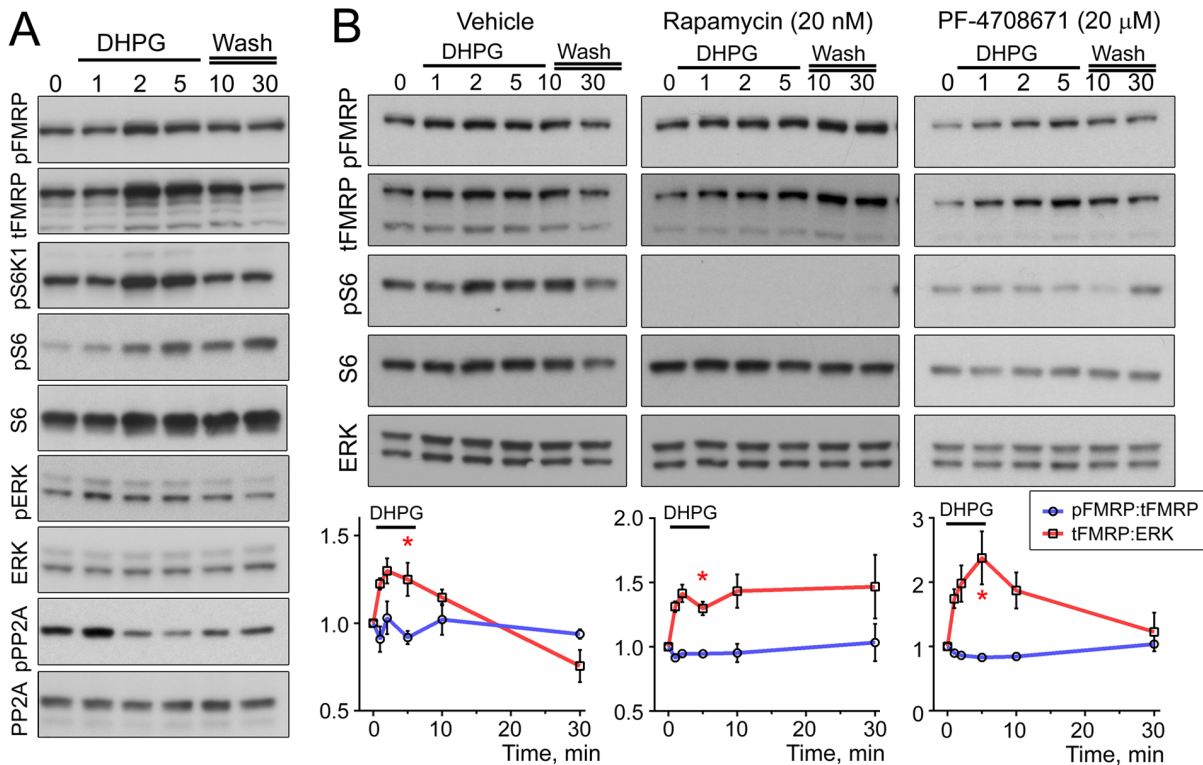 A
DHPG Wash
0 1 2 5 10 30
pFMRP
tFMRP
pS6K1
pS6
S6
pERK
ERK
pPP2A
PP2A
B
Vehicle
DHPG Wash
0 1 2 5 10 30
Rapamycin (20 nM)
DHPG Wash
0 1 2 5 10 30
PF-4708671 (20 µM)
DHPG Wash
0 1 2 5 10 30
pFMRP
tFMRP
pS6
S6
ERK
DHPG
*
1.5
1.0
0.5
0 10 20 30
Time, min
DHPG
*
2.0
1.5
1.0
0.5
0 10 20 30
Time, min
DHPG
*
3
2
1
0
0 10 20 30
Time, min
pFMRP:tFMRP
tFMRP:ERK